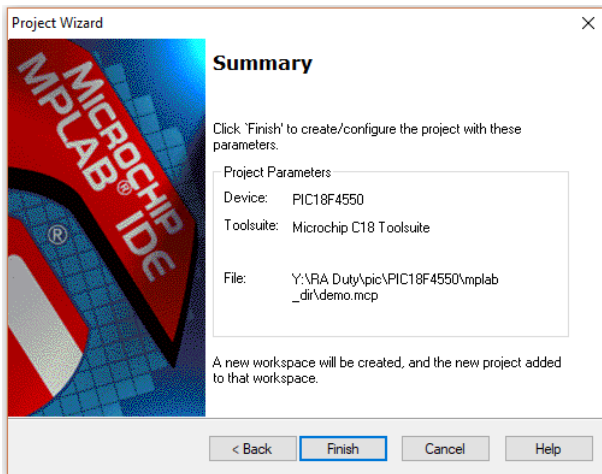 Project Wizard
MICROCHIP
MPLAB® IDE
®
Summary
Click 'Finish' to create/configure the project with these
parameters.
Project Parameters
Device: PIC18F4550
Toolsuite: Microchip C18 Toolsuite
File: Y:\RA Duty\pic\PIC18F4550\mplab
_dir\demo.mcp
A new workspace will be created, and the new project added
to that workspace.
< Back Finish Cancel Help